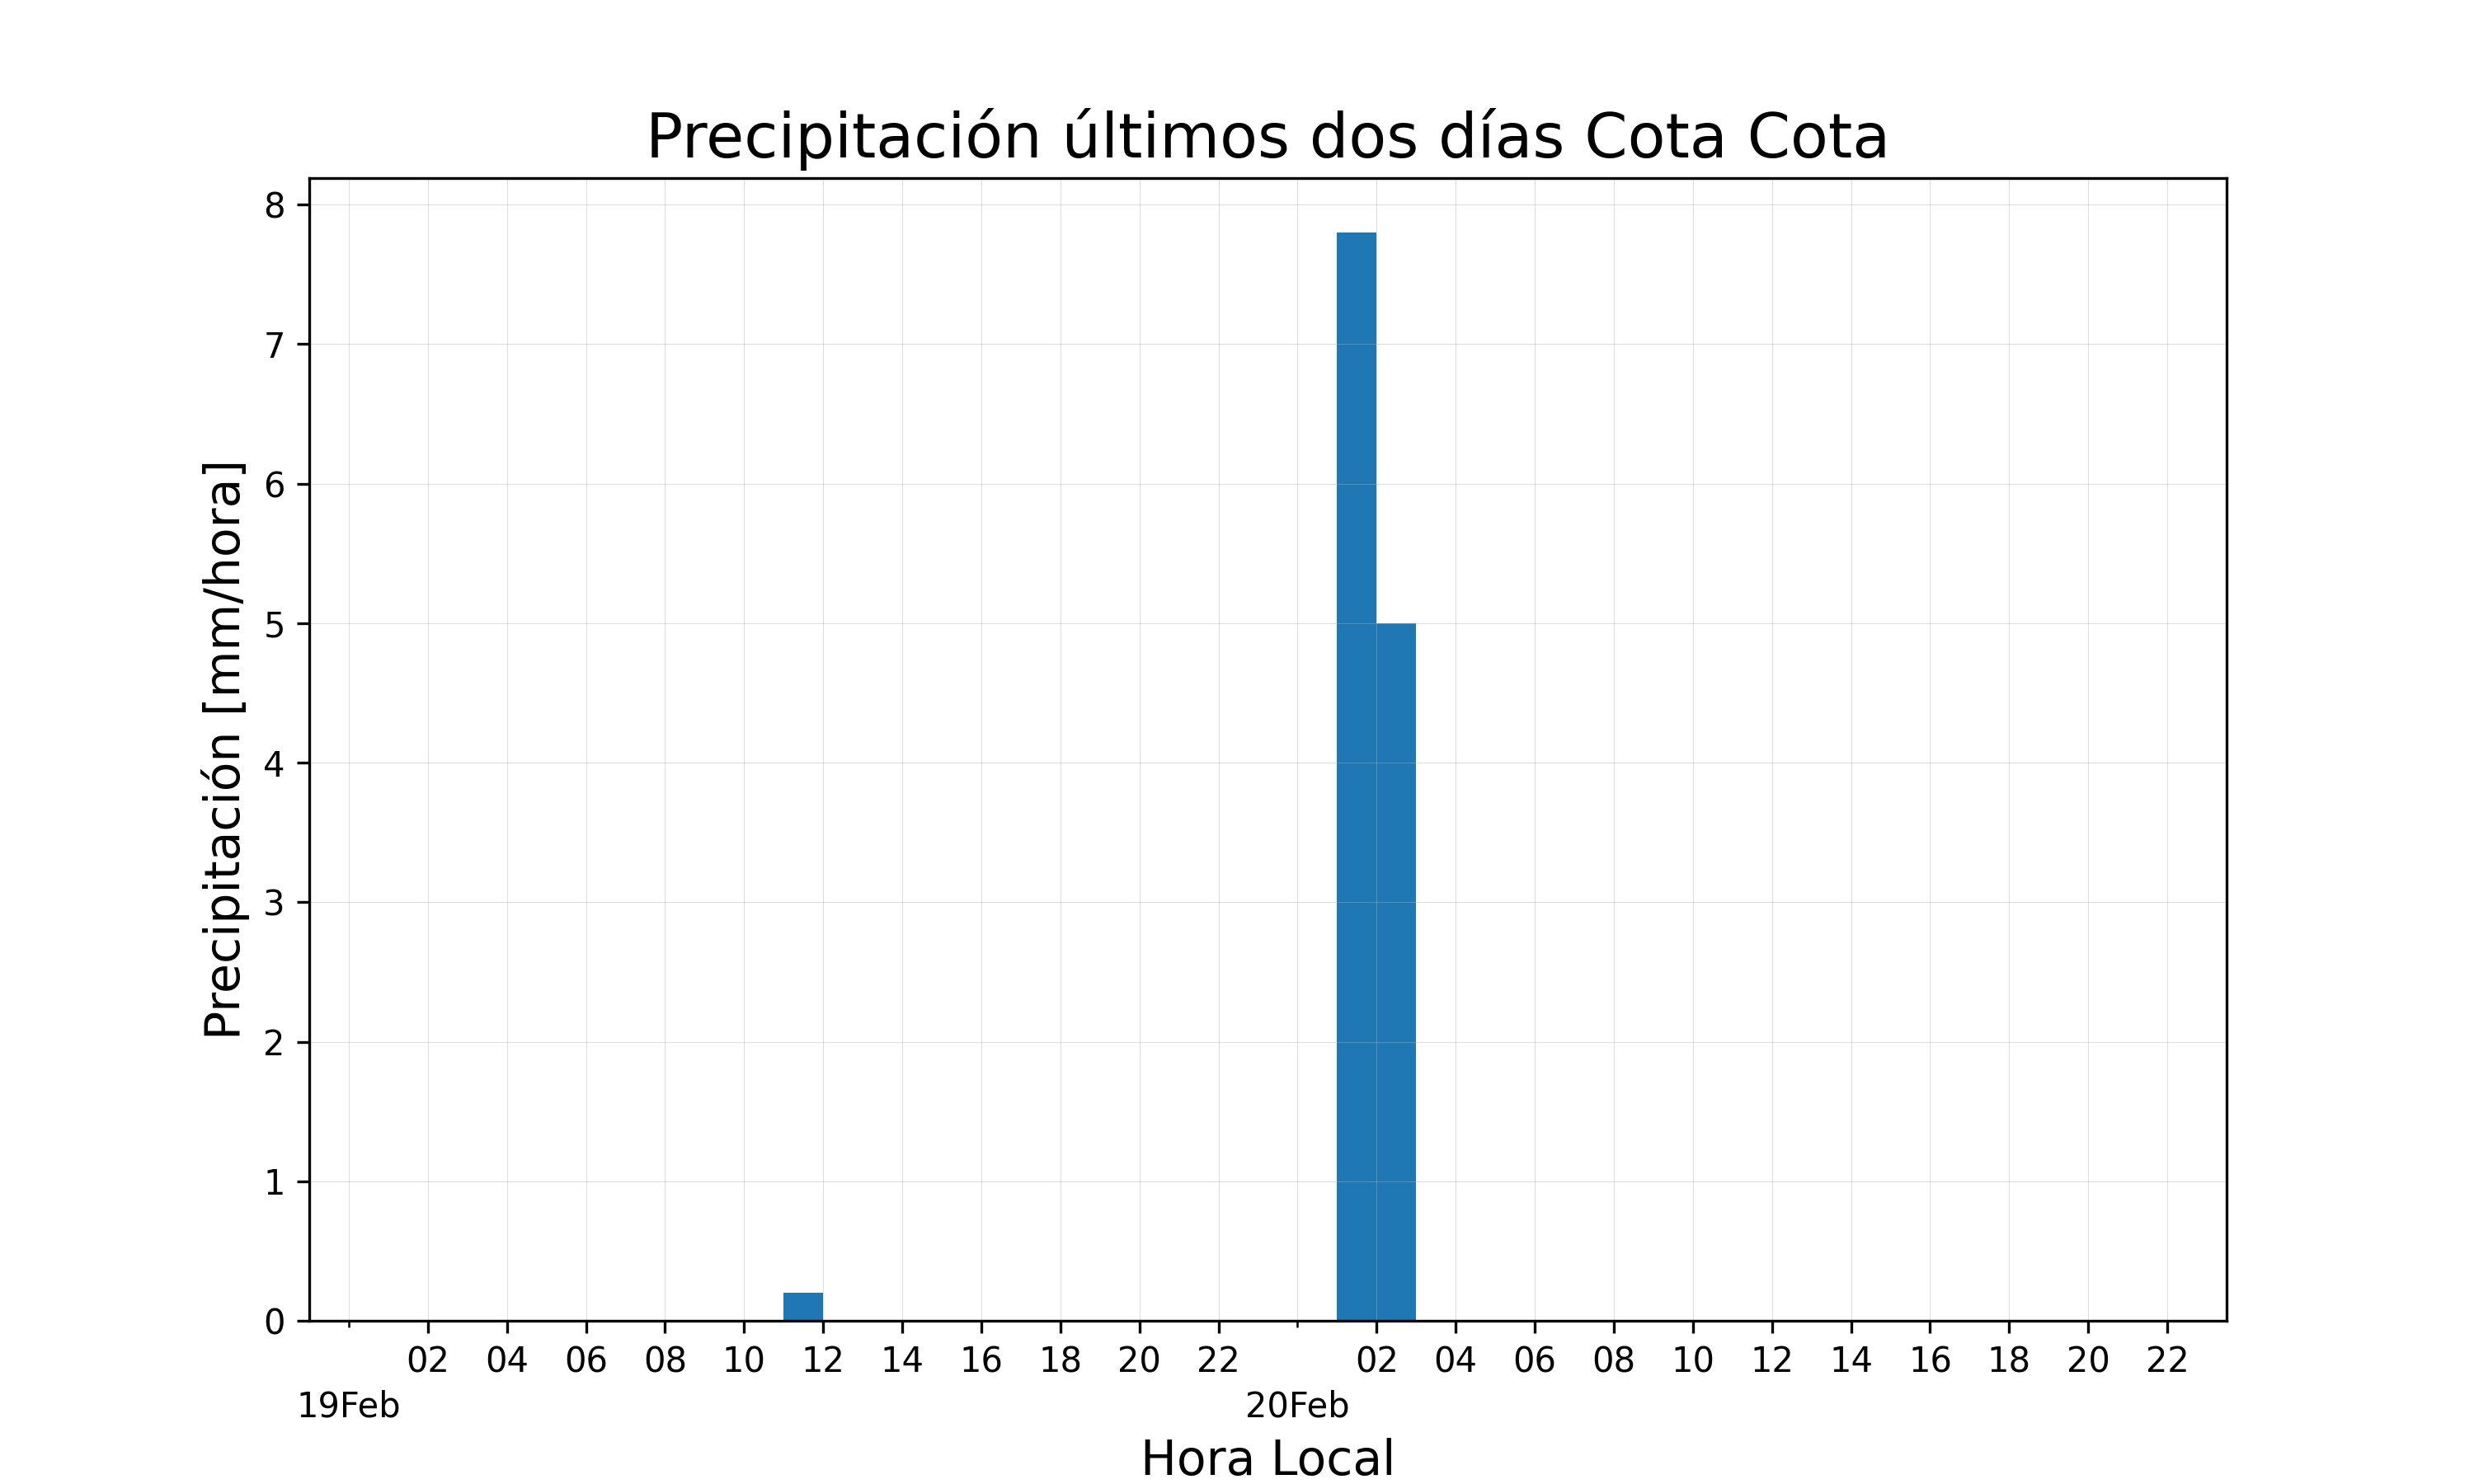 Precipitación últimos dos días Cota Cota
Precipitación [mm/hora]
8
7
6
5
4
3
2
1
0
02 04 06 08 10 12 14 16 18 20 22 02 04 06 08 10 12 14 16 18 20 22
19Feb 20Feb
Hora Local